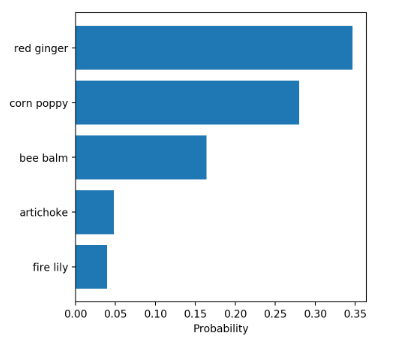 red ginger
corn poppy
bee balm
artichoke
fire lily
0.00 0.05 0.10 0.15 0.20 0.25 0.30 0.35
Probability